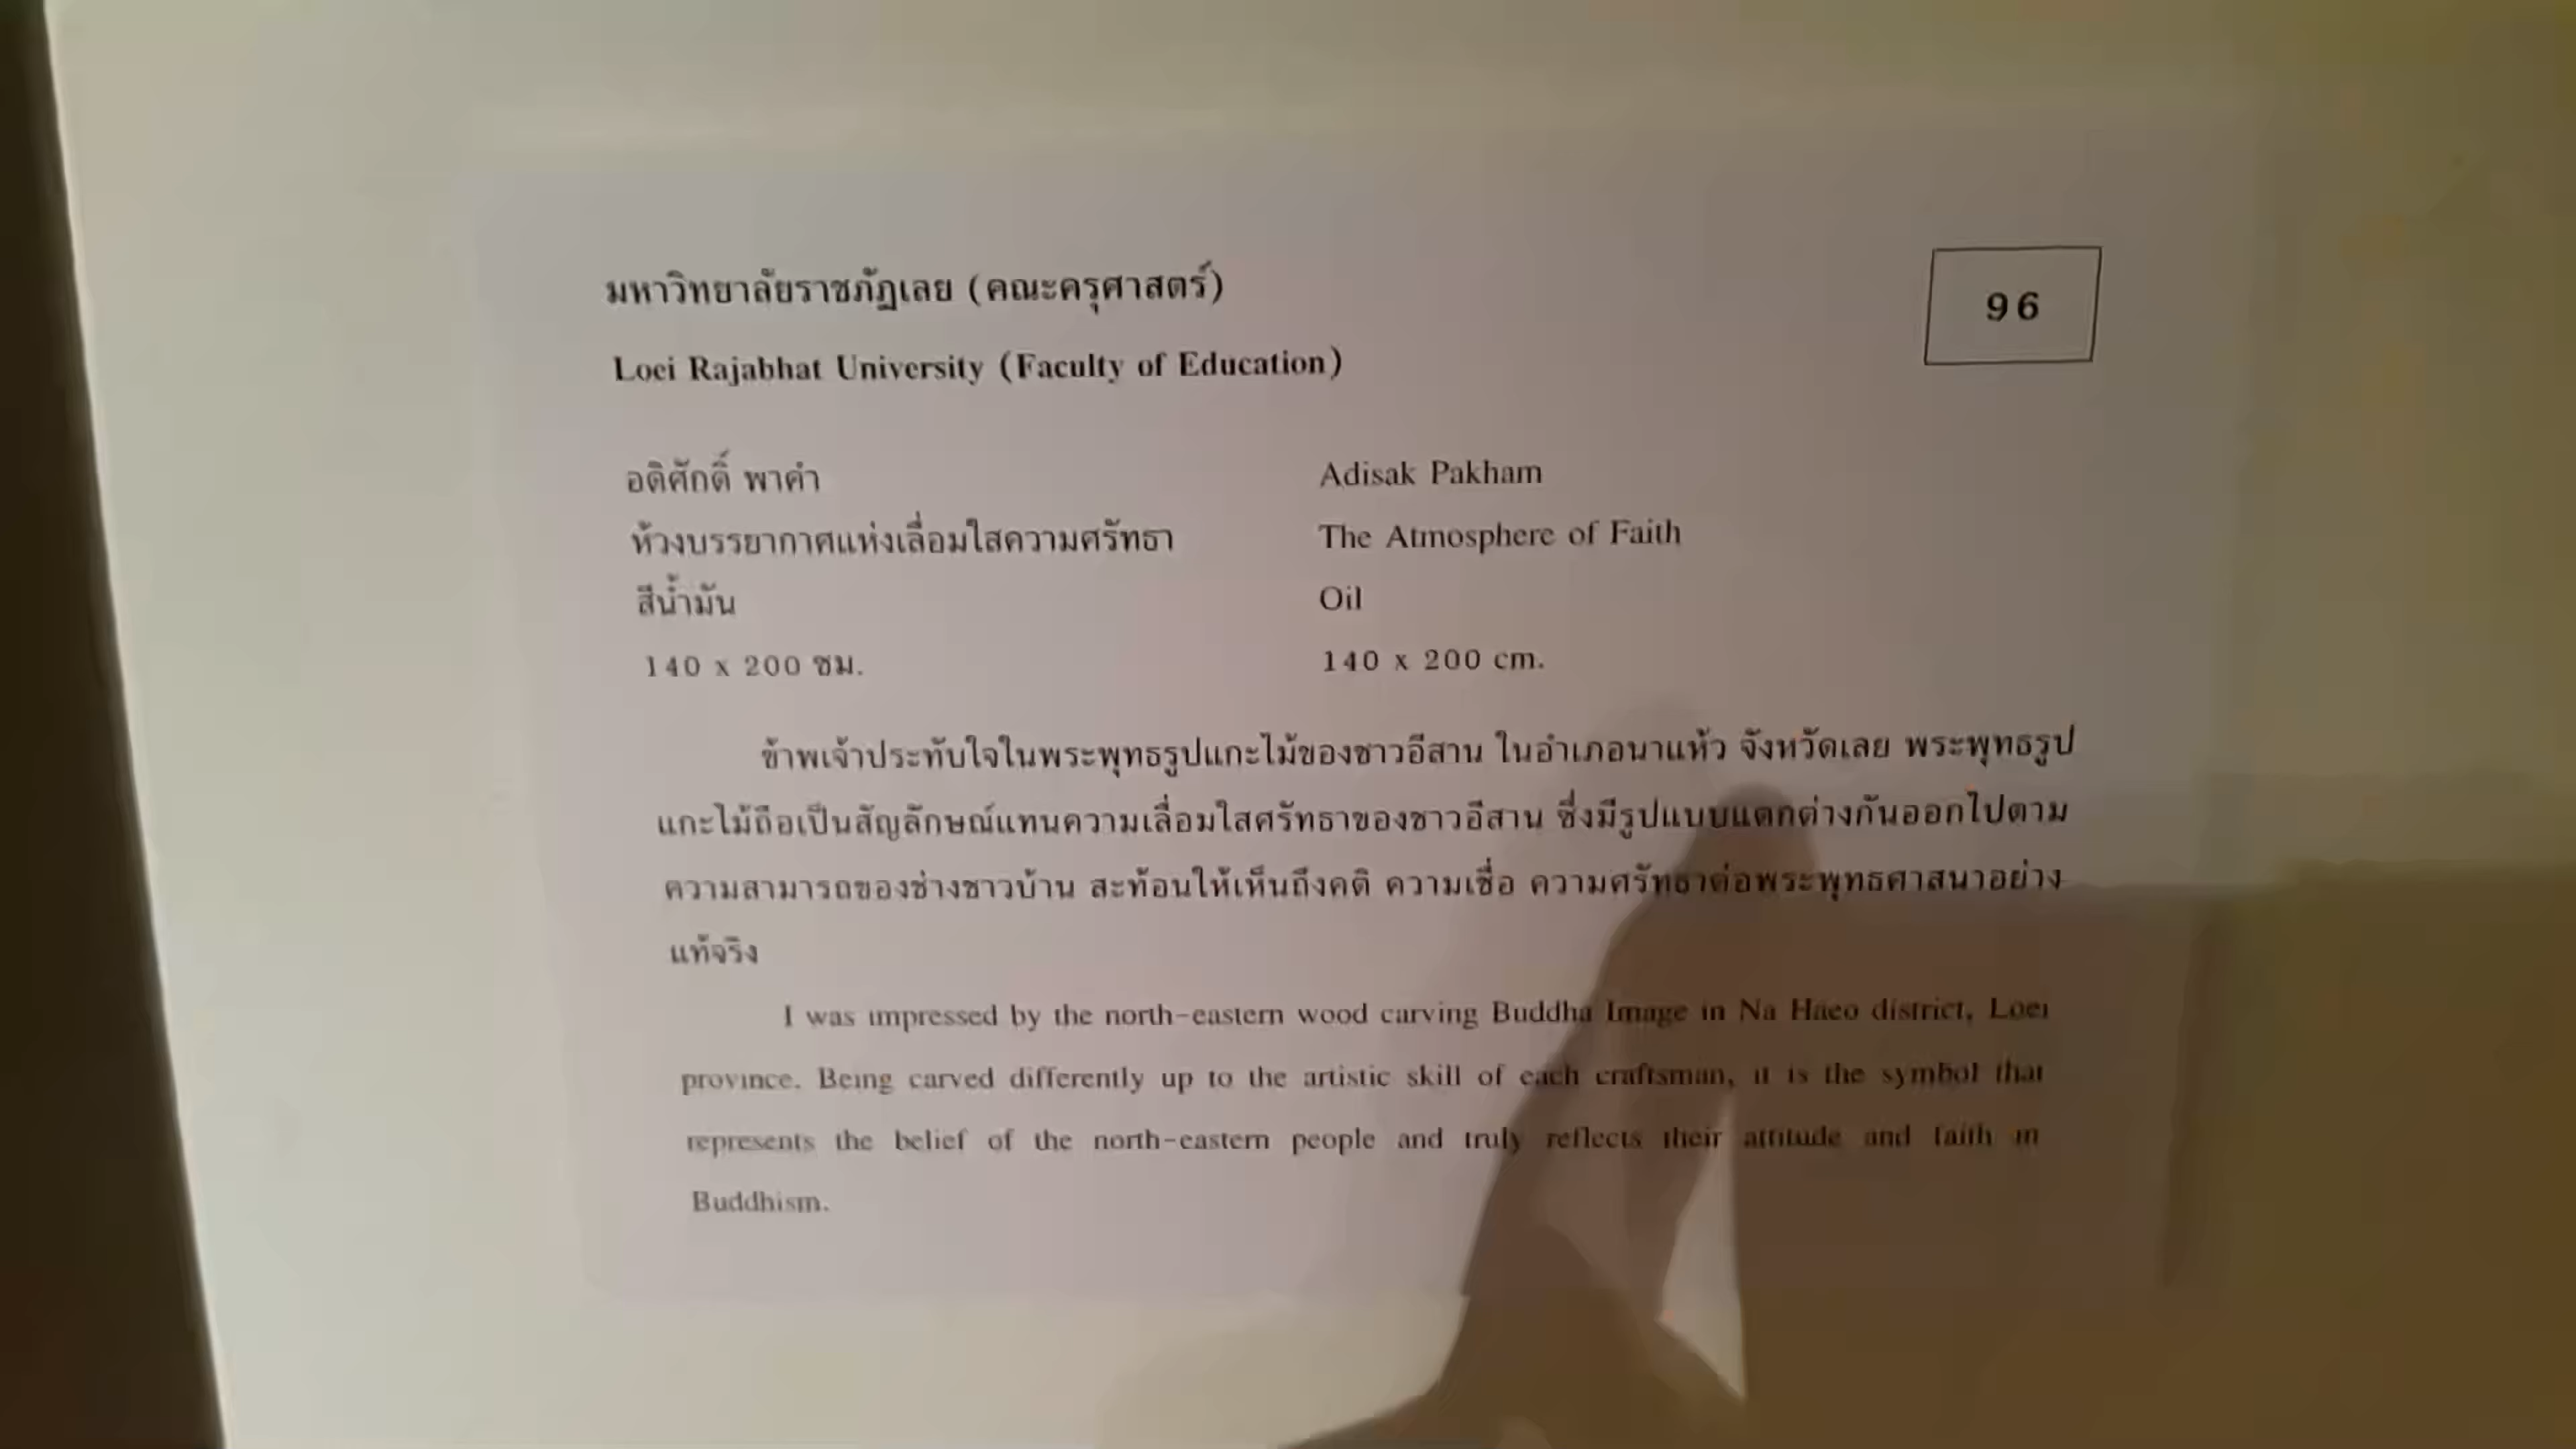 มหาวิทยาลัยราชภัฏเลย (คณะครุศาสตร์)
96
Loei Rajabhat University (Faculty of Education)
อดิศักดิ์ พาคำ
Adisak Pakham
ห้วงบรรยากาศแห่งเลื่อมใสความศรัทธา
The Atmosphere of Faith
สีน้ำมัน
Oil
140 x 200 ซม.
140 x 200 cm.
ข้าพเจ้าประทับใจในพระพุทธรูปแกะไม้ของชาวอีสาน ในอำเภอนาแห้ว จังหวัดเลย พระพุทธรูป
แกะไม้ถือเป็นสัญลักษณ์แทนความเลื่อมใสศรัทธาของชาวอีสาน ซึ่งมีรูปแบบแตกต่างกันออกไปตาม
ความสามารถของช่างชาวบ้าน สะท้อนให้เห็นถึงคติ ความเชื่อ ความศรัทธาต่อพระพุทธศาสนาอย่าง
แท้จริง
I was impressed by the north-eastern wood carving Buddha Image in Na Haeo district, Loei
province. Being carved differently up to the artistic skill of each craftsman, it is the symbol that
represents the belief of the north-eastern people and truly reflects their attitude and faith in
Buddhism.